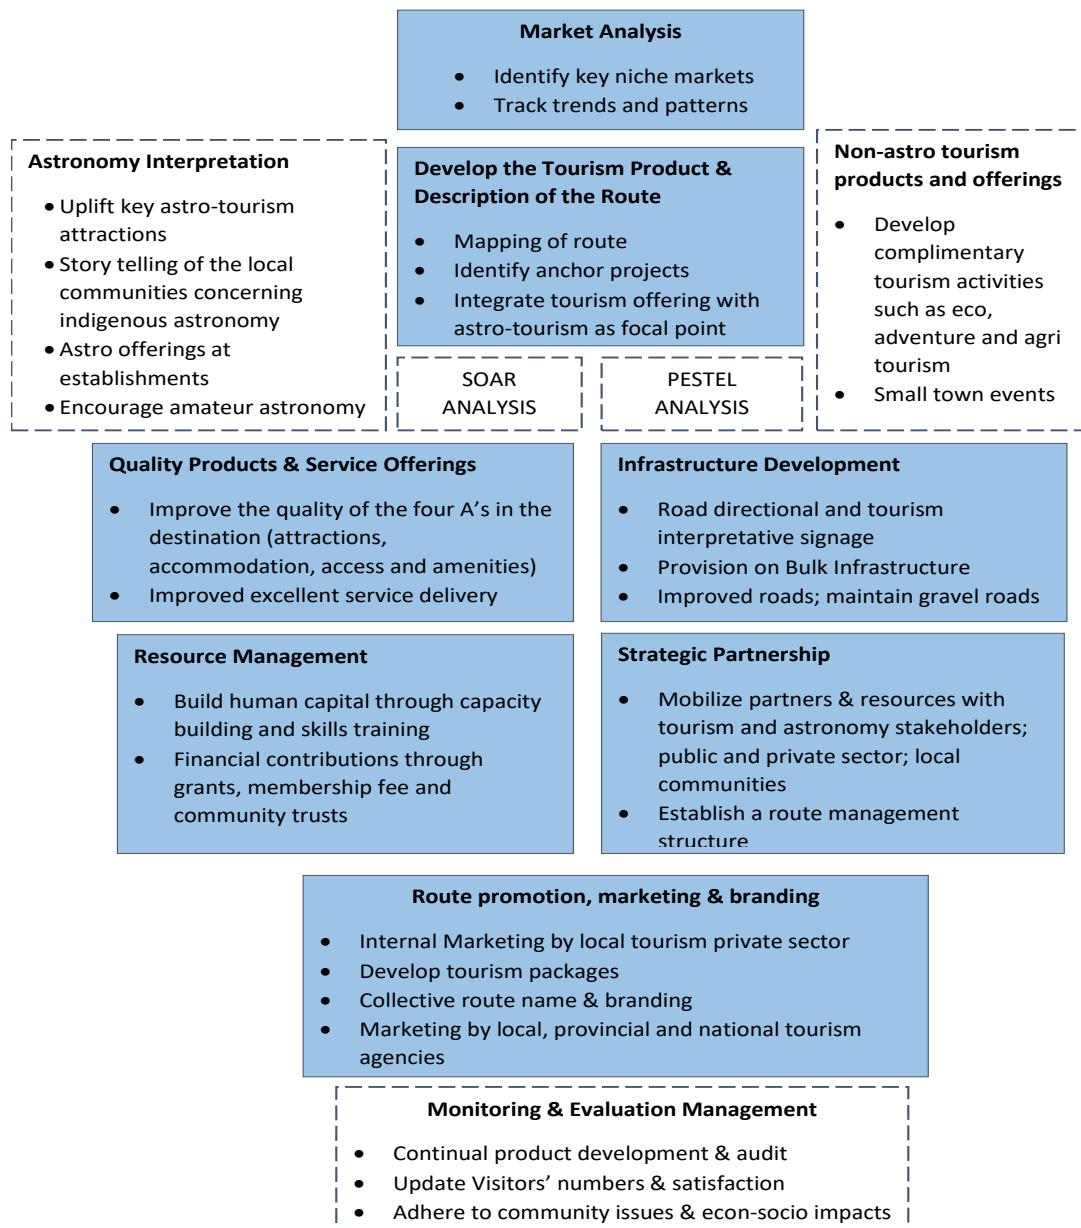 Market Analysis
• Identify key niche markets
• Track trends and patterns
Astronomy Interpretation
• Uplift key astro-tourism
attractions
• Story telling of the local
communities concerning
indigenous astronomy
• Astro offerings at
establishments
• Encourage amateur astronomy
Develop the Tourism Product &
Description of the Route
• Mapping of route
• Identify anchor projects
• Integrate tourism offering with
astro-tourism as focal point
Non-astro tourism
products and offerings
• Develop
complimentary
tourism activities
such as eco,
adventure and agri
tourism
• Small town events
SOAR
ANALYSIS
PESTEL
ANALYSIS
Quality Products & Service Offerings
• Improve the quality of the four A's in the
destination (attractions,
accommodation, access and amenities)
• Improved excellent service delivery
Infrastructure Development
• Road directional and tourism
interpretative signage
• Provision on Bulk Infrastructure
• Improved roads; maintain gravel roads
Resource Management
• Build human capital through capacity
building and skills training
• Financial contributions through
grants, membership fee and
community trusts
Strategic Partnership
• Mobilize partners & resources with
tourism and astronomy stakeholders;
public and private sector; local
communities
• Establish a route management
structure
Route promotion, marketing & branding
• Internal Marketing by local tourism private sector
• Develop tourism packages
• Collective route name & branding
• Marketing by local, provincial and national tourism
agencies
Monitoring & Evaluation Management
• Continual product development & audit
• Update Visitors' numbers & satisfaction
• Adhere to community issues & econ-socio impacts